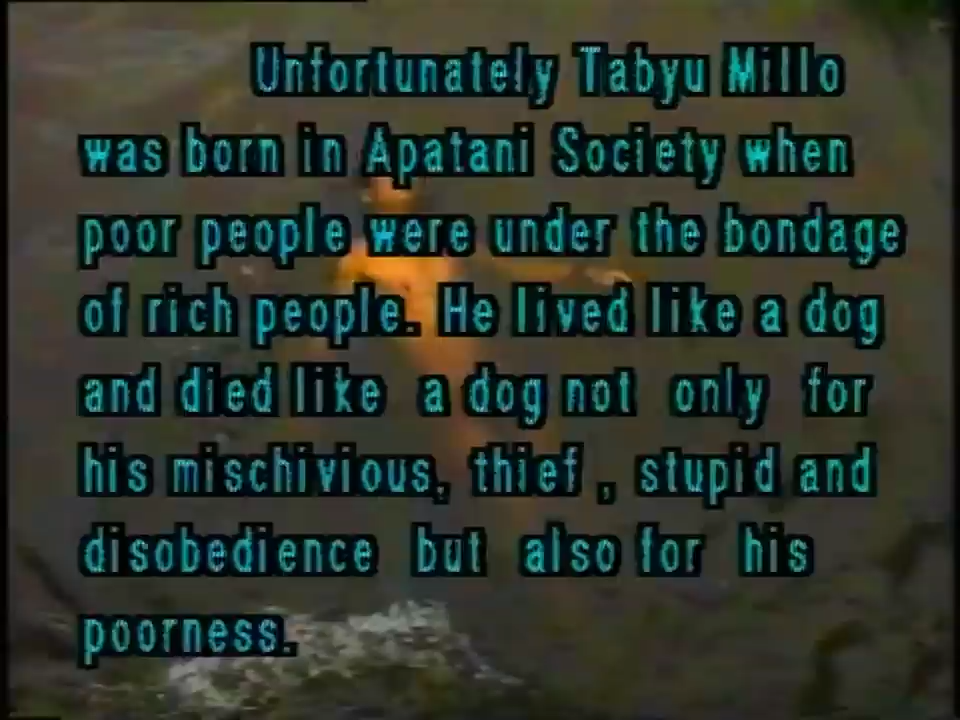 Unfortunately Tabyu Millo
was born in Apatani Society when
poor people were under the bondage
of rich people. He lived like a dog
and died like a dog not only for
his mischivious, thief , stupid and
disobedience but also for his
poorness.